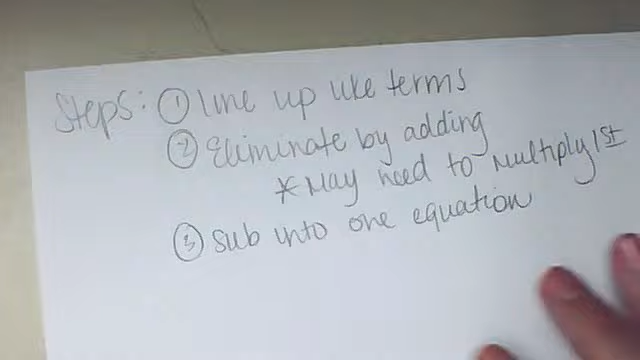 Steps: ① Line up like terms
② Eliminate by adding
* May need to Multiply 1st
③ Sub into one equation